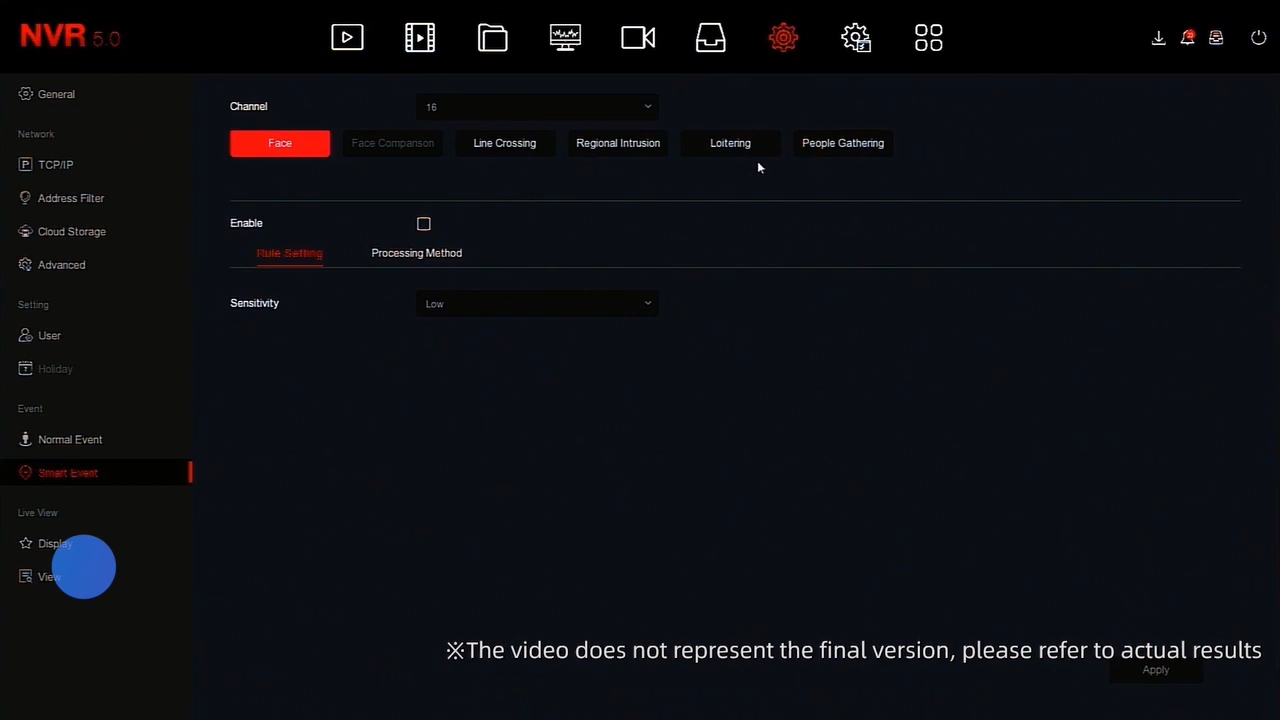 NVR 5.0
General
Network
TCP/IP
Address Filter
Cloud Storage
Advanced
Setting
User
Holiday
Event
Normal Event
Smart Event
Live View
Display
View
Channel 16
Face Face Comparison Line Crossing Regional Intrusion Loitering People Gathering
Enable
Rule Setting Processing Method
Sensitivity Low
※The video does not represent the final version, please refer to actual results
Apply